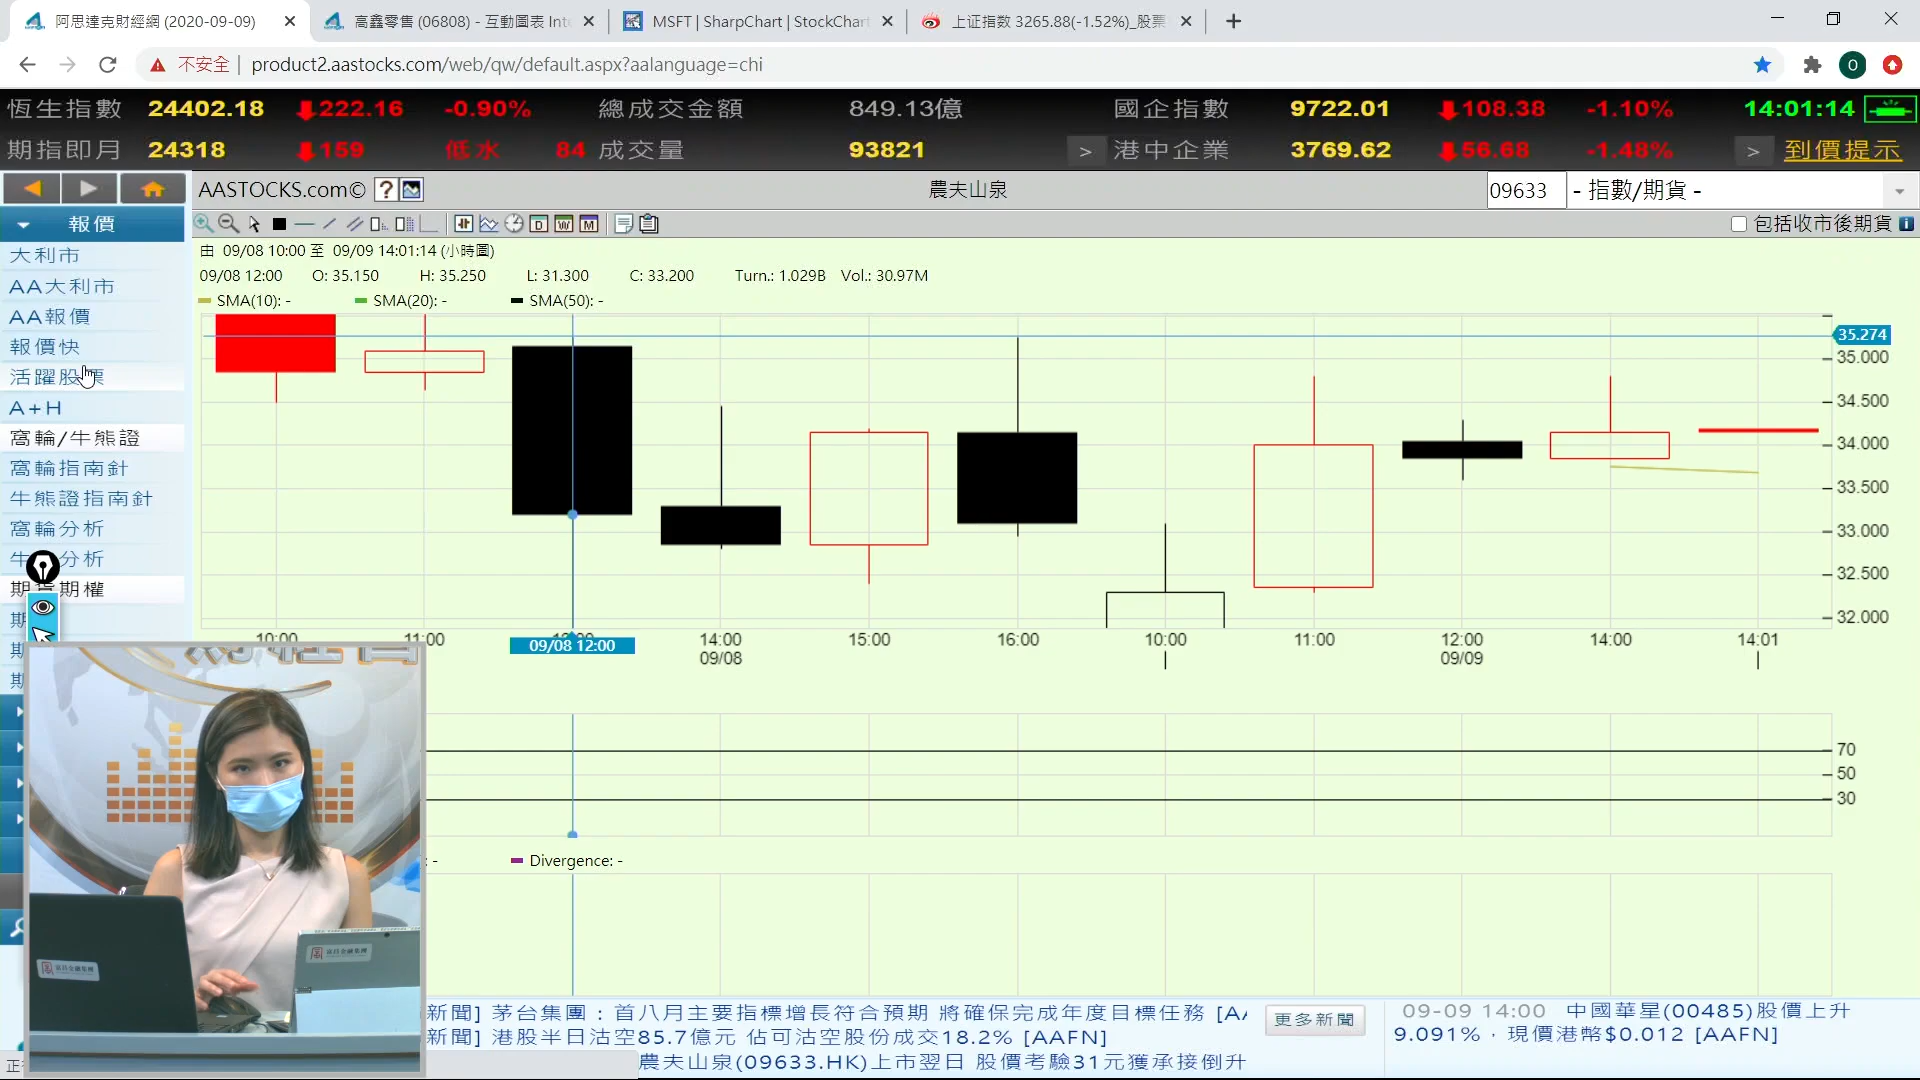 阿思達克財經網 (2020-09-09)
高鑫零售 (06808) - 互動圖表 Int
MSFT | SharpChart | StockChart
上证指数 3265.88(-1.52%)_股票
不安全 | product2.aastocks.com/web/qw/default.aspx?aalanguage=chi
O
恆生指數 24402.18 222.16 -0.90% 總成交金額 849.13億 國企指數 9722.01 108.38 -1.10% 14:01:14
期指即月 24318 159 低水 84 成交量 93821 > 港中企業 3769.62 56.68 -1.48% > 到價提示
AASTOCKS.com© ? 農夫山泉 09633 - 指數/期貨 -
D W M 包括收市後期貨 i
報價
大利市
AA大利市
AA報價
報價快
活躍股票
A+H
窩輪/牛熊證
窩輪指南針
牛熊證指南針
窩輪分析
分析
期貨期權
由 09/08 10:00 至 09/09 14:01:14 (小時圖)
09/08 12:00 O: 35.150 H: 35.250 L: 31.300 C: 33.200 Turn.: 1.029B Vol.: 30.97M
SMA(10): - SMA(20): - SMA(50): -
35.274
35.000
34.500
34.000
33.500
33.000
32.500
32.000
10:00 11:00 12:00 14:00 15:00 16:00 10:00 11:00 12:00 14:00 14:01
09/08 12:00 09/08 09/09
70
50
30
: - Divergence: -
新聞] 茅台集團：首八月主要指標增長符合預期 將確保完成年度目標任務 [A
新聞] 港股半日沽空85.7億元 佔可沽空股份成交18.2% [AAFN]
農夫山泉(09633.HK)上市翌日 股價考驗31元獲承接倒升
更多新聞
09-09 14:00 中國華星(00485)股價上升
9.091%，現價港幣$0.012 [AAFN]